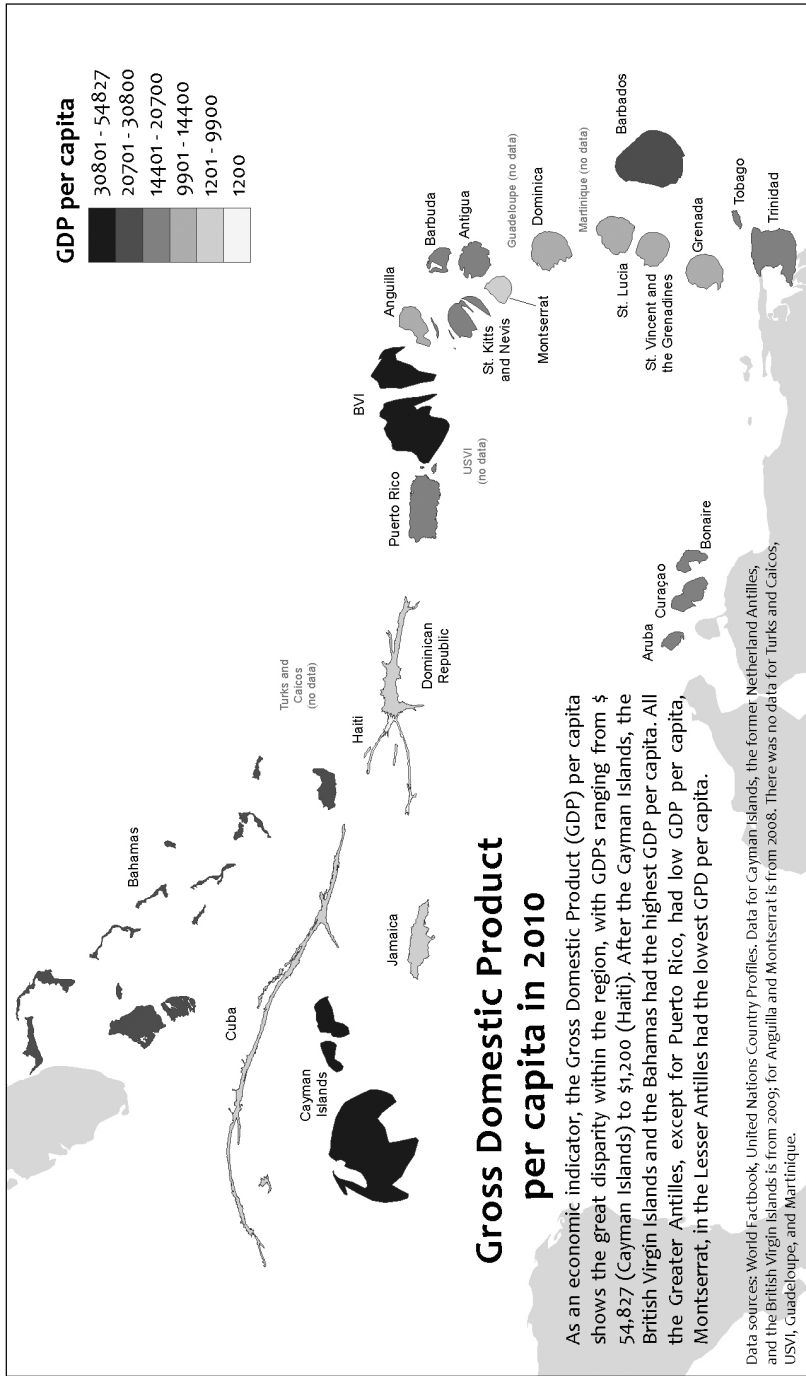 GDP per capita
30801 - 54827
20701 - 30800
14401 - 20700
9901 - 14400
1201 - 9900
1200
Bahamas
Turks and
Caicos
(no data)
Cuba
Cayman
Islands
Jamaica
Haiti
Dominican
Republic
Puerto Rico
BVI
USVI
(no data)
Anguilla
Barbuda
Antigua
St. Kitts
and Nevis
Montserrat
Guadeloupe (no data)
Dominica
Martinique (no data)
St. Lucia
Barbados
St. Vincent and
the Grenadines
Grenada
Tobago
Trinidad
Aruba
Curaçao
Bonaire
Gross Domestic Product
per capita in 2010
As an economic indicator, the Gross Domestic Product (GDP) per capita
shows the great disparity within the region, with GDPs ranging from $
54,827 (Cayman Islands) to $1,200 (Haiti). After the Cayman Islands, the
British Virgin Islands and the Bahamas had the highest GDP per capita. All
the Greater Antilles, except for Puerto Rico, had low GDP per capita,
Montserrat, in the Lesser Antilles had the lowest GPD per capita.
Data sources: World Factbook, United Nations Country Profiles. Data for Cayman Islands, the former Netherland Antilles,
and the British Virgin Islands is from 2009; for Anguilla and Montserrat is from 2008. There was no data for Turks and Caicos,
USVI, Guadeloupe, and Martinique.